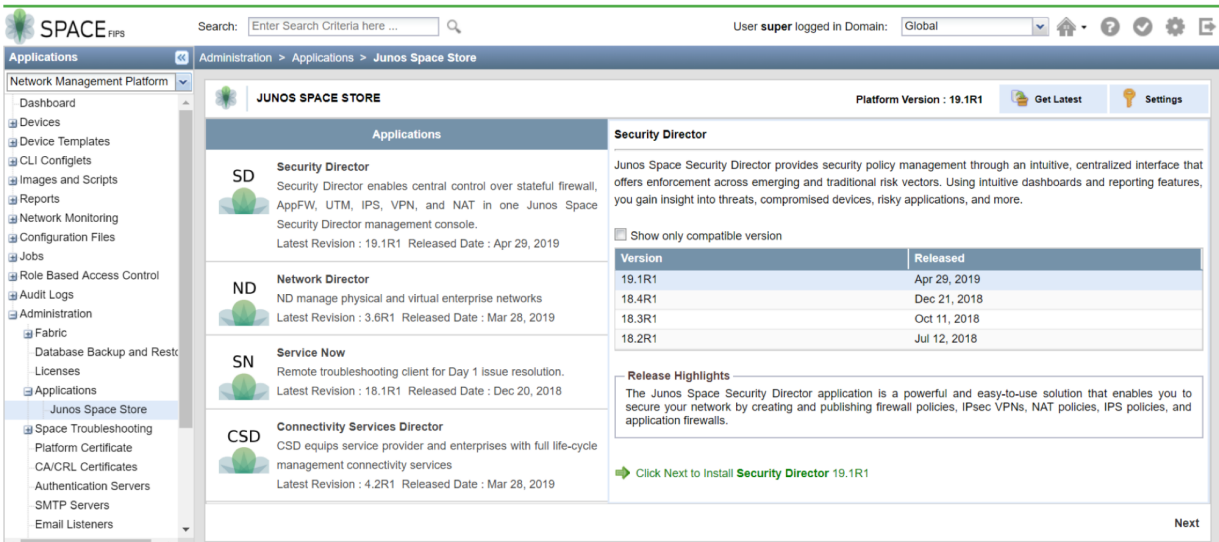 SPACE FIPS
Search:
Enter Search Criteria here ...
User super logged in Domain:
Global
Applications
Administration > Applications > Junos Space Store
Network Management Platform
Dashboard
Devices
Device Templates
CLI Configlets
Images and Scripts
Reports
Network Monitoring
Configuration Files
Jobs
Role Based Access Control
Audit Logs
Administration
Fabric
Database Backup and Resto
Licenses
Applications
Junos Space Store
Space Troubleshooting
Platform Certificate
CA/CRL Certificates
Authentication Servers
SMTP Servers
Email Listeners
JUNOS SPACE STORE
Platform Version : 19.1R1
Get Latest
Settings
Applications
SD
Security Director
Security Director enables central control over stateful firewall,
AppFW, UTM, IPS, VPN, and NAT in one Junos Space
Security Director management console.
Latest Revision : 19.1R1 Released Date : Apr 29, 2019
ND
Network Director
ND manage physical and virtual enterprise networks
Latest Revision : 3.6R1 Released Date : Mar 28, 2019
SN
Service Now
Remote troubleshooting client for Day 1 issue resolution.
Latest Revision : 18.1R1 Released Date : Dec 20, 2018
CSD
Connectivity Services Director
CSD equips service provider and enterprises with full life-cycle
management connectivity services
Latest Revision : 4.2R1 Released Date : Mar 28, 2019
Security Director
Junos Space Security Director provides security policy management through an intuitive, centralized interface that
offers enforcement across emerging and traditional risk vectors. Using intuitive dashboards and reporting features,
you gain insight into threats, compromised devices, risky applications, and more.
Show only compatible version
Version Released
19.1R1 Apr 29, 2019
18.4R1 Dec 21, 2018
18.3R1 Oct 11, 2018
18.2R1 Jul 12, 2018
Release Highlights
The Junos Space Security Director application is a powerful and easy-to-use solution that enables you to
secure your network by creating and publishing firewall policies, IPsec VPNs, NAT policies, IPS policies, and
application firewalls.
Click Next to Install Security Director 19.1R1
Next